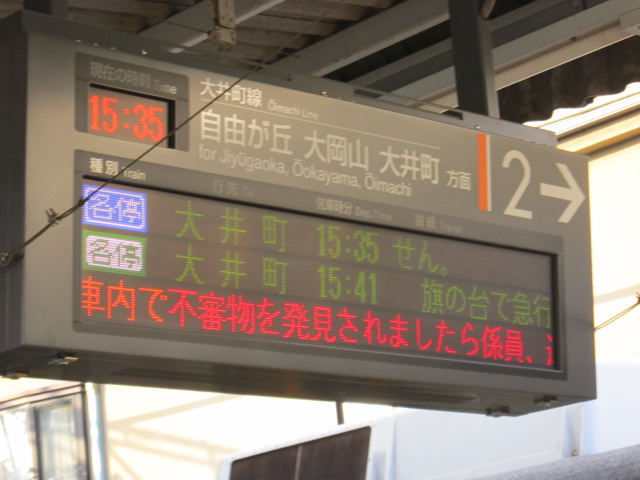 現在の時刻 Time
15:35
大井町線 Ōimachi Line
自由が丘 大岡山 大井町 方面
for Jiyūgaoka, Ōokayama, Ōimachi
2→
種別 Train 行先 To 発車時分 Dep.Time 接続 Transit
各停 大井町 15:35 せん。
各停 大井町 15:41 旗の台で急行
車内で不審物を発見されましたら係員、